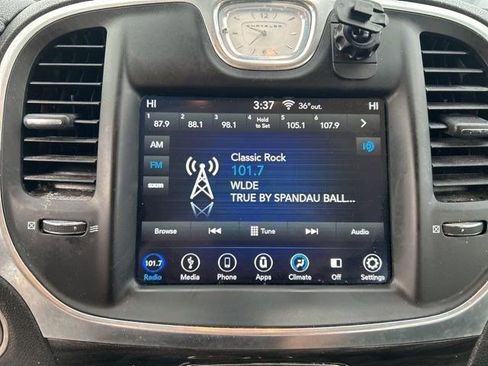 CHRYSLER
HI 3:37 36°out. HI
1 2 3 4 5 6
87.9 88.1 98.1 Hold to Set 105.1 107.9
AM
FM
sxm
Classic Rock
101.7
WLDE
TRUE BY SPANDAU BALL...
Browse Tune Audio
101.7
Radio Media Phone Apps Climate Off Settings